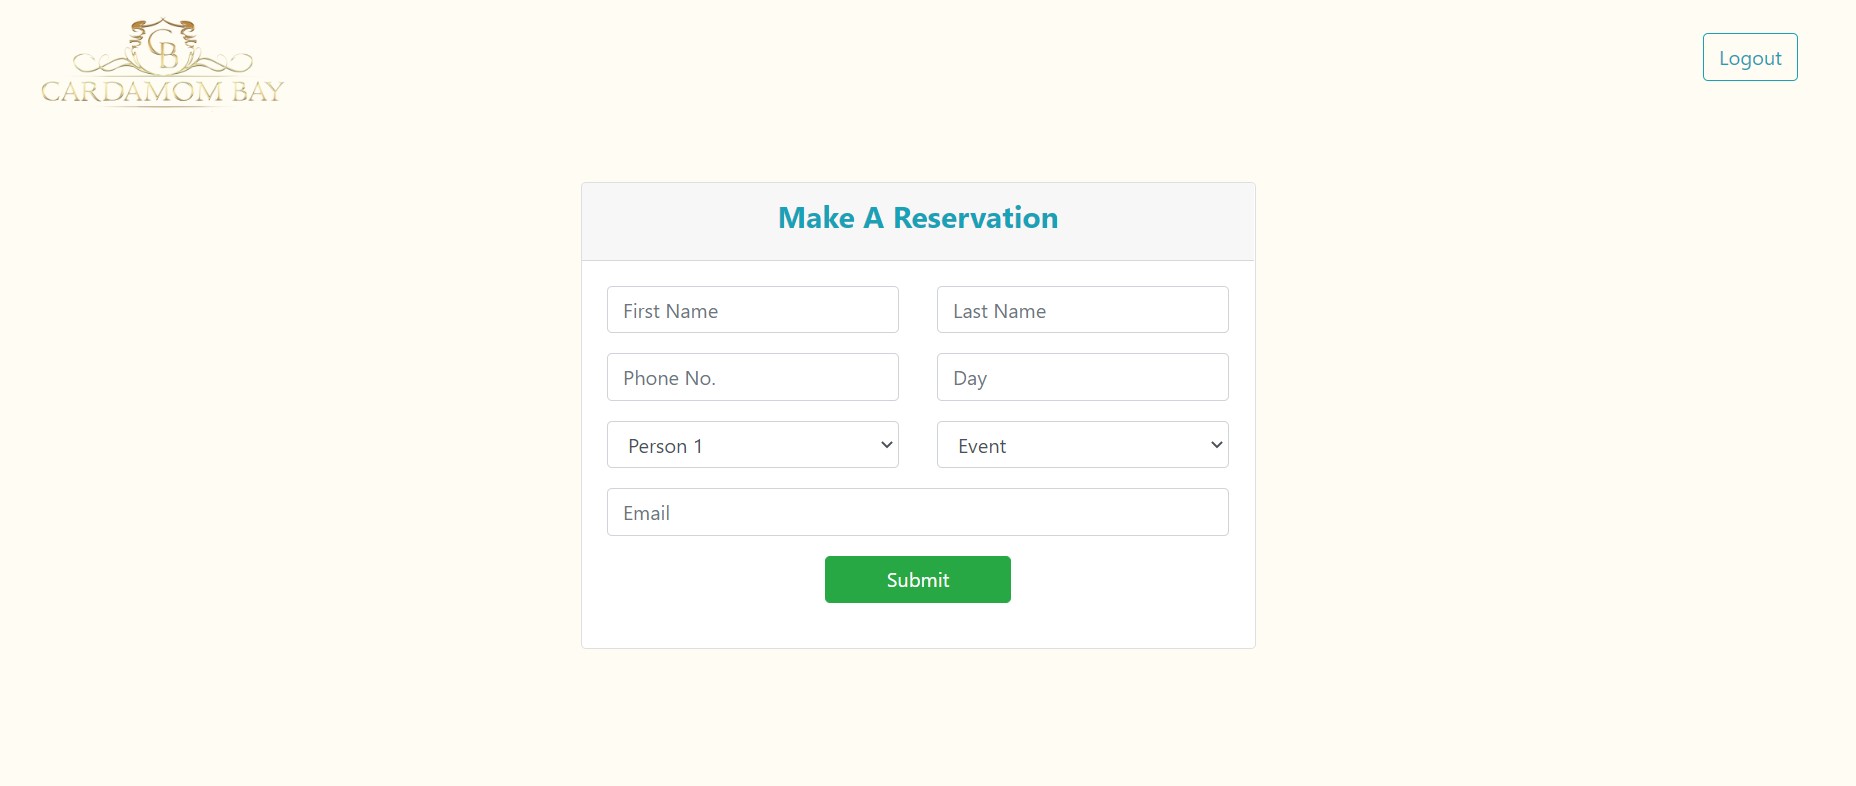 CB
CARDAMOM BAY
Logout
Make A Reservation
First Name
Last Name
Phone No.
Day
Person 1
Event
Email
Submit